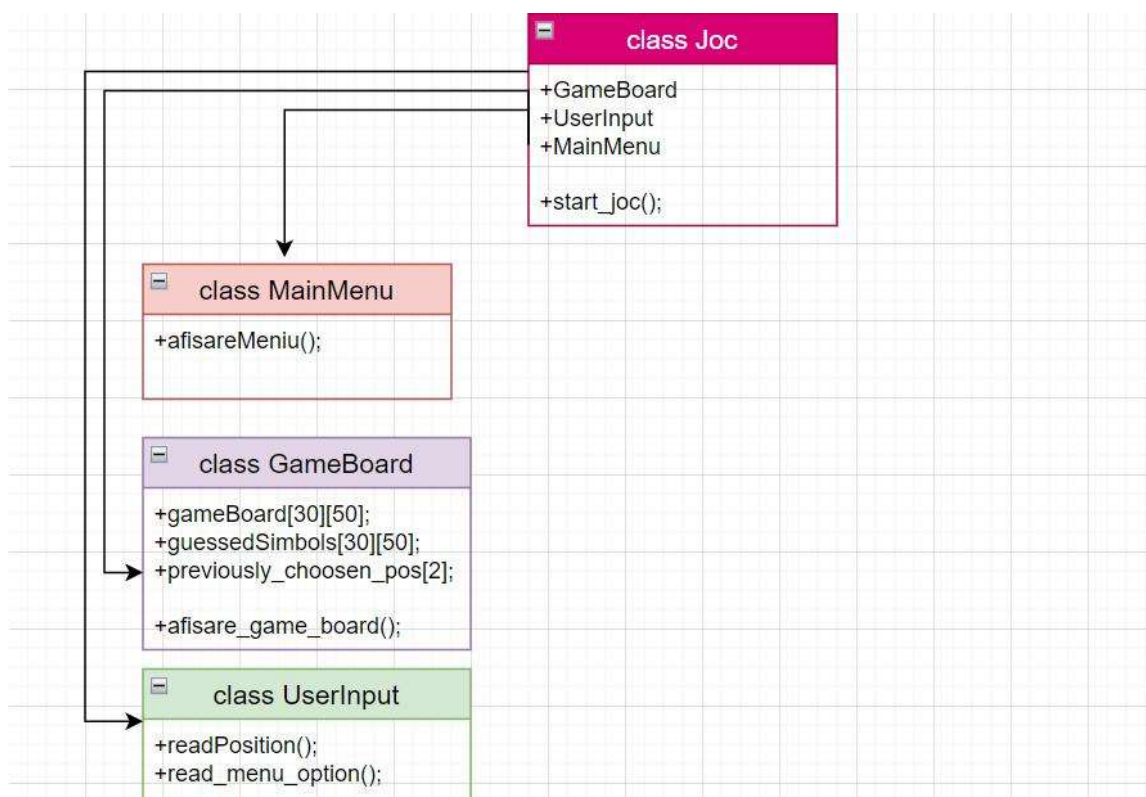 class Joc
+GameBoard
+UserInput
+MainMenu
+start_joc();
class MainMenu
+afisareMeniu();
class GameBoard
+gameBoard[30][50];
+guessedSimbols[30][50];
+previously_choosen_pos[2];
+afisare_game_board();
class UserInput
+readPosition();
+read_menu_option();